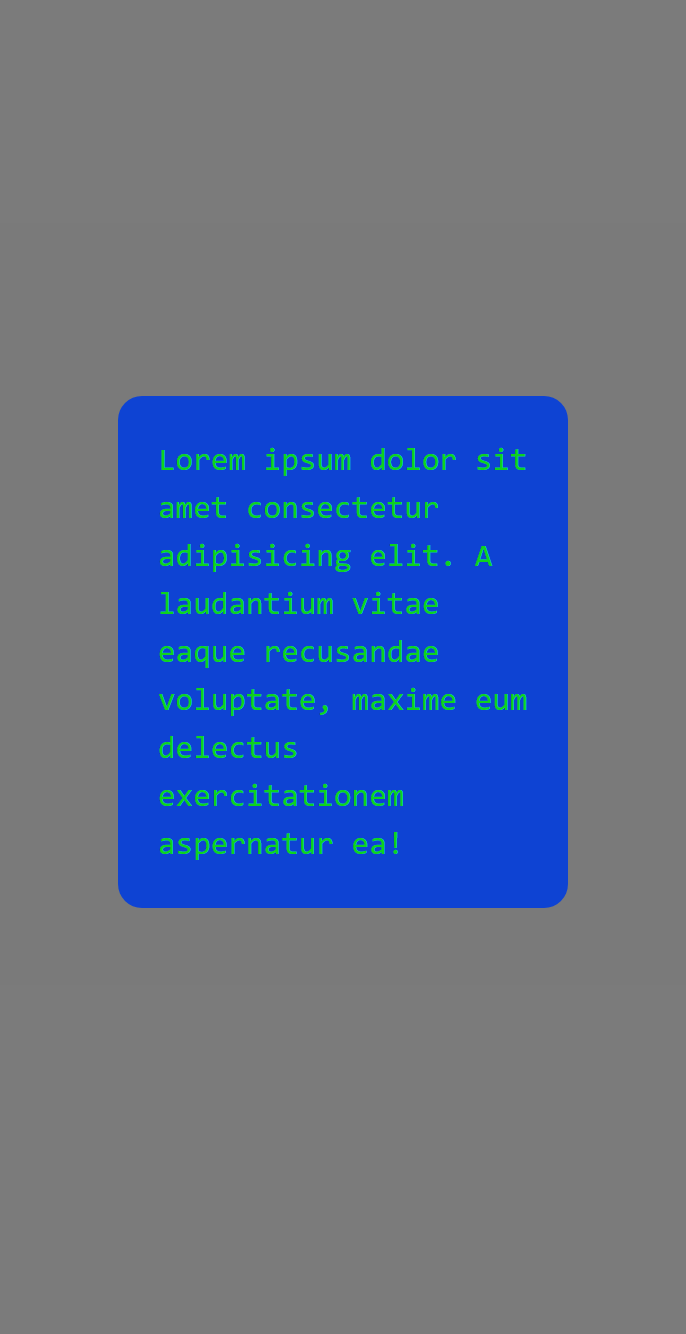 Lorem ipsum dolor sit
amet consectetur
adipisicing elit. A
laudantium vitae
eaque recusandae
voluptate, maxime eum
delectus
exercitationem
aspernatur ea!